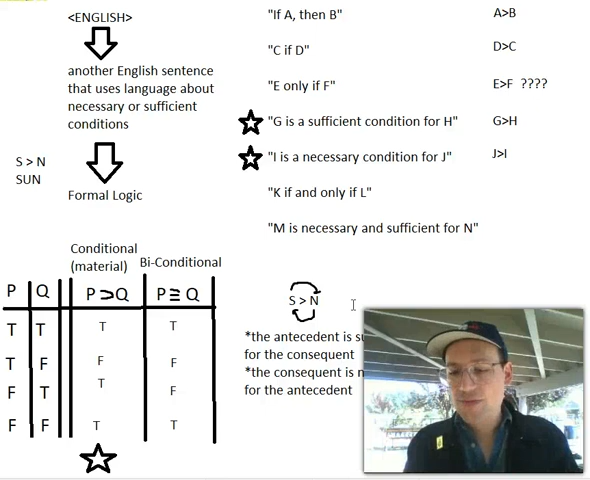 <ENGLISH>
another English sentence
that uses language about
necessary or sufficient
conditions
S > N
SUN
Formal Logic
"If A, then B" A>B
"C if D" D>C
"E only if F" E>F ????
"G is a sufficient condition for H" G>H
"I is a necessary condition for J" J>I
"K if and only if L"
"M is necessary and sufficient for N"
Conditional
(material) Bi-Conditional
P Q P⊃Q P≡Q
T T T T
T F F F
F T T F
F F T T
S > N
*the antecedent is
for the consequent
*the consequent is
for the antecedent